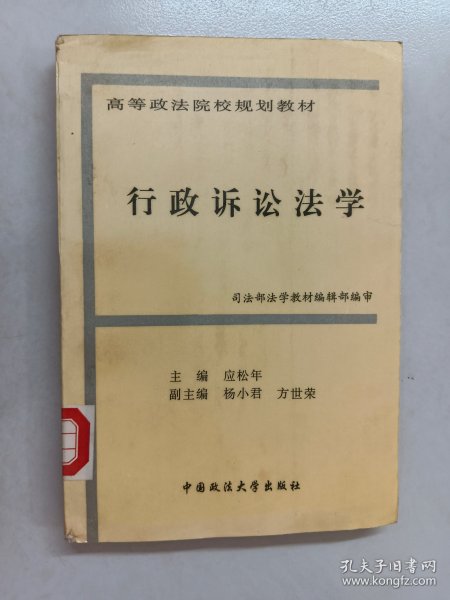 高等政法院校规划教材
行政诉讼法学
司法部法学教材编辑部编审
主 编 应松年
副主编 杨小君 方世荣
中国政法大学出版社
孔夫子旧书网
www.kongfz.com